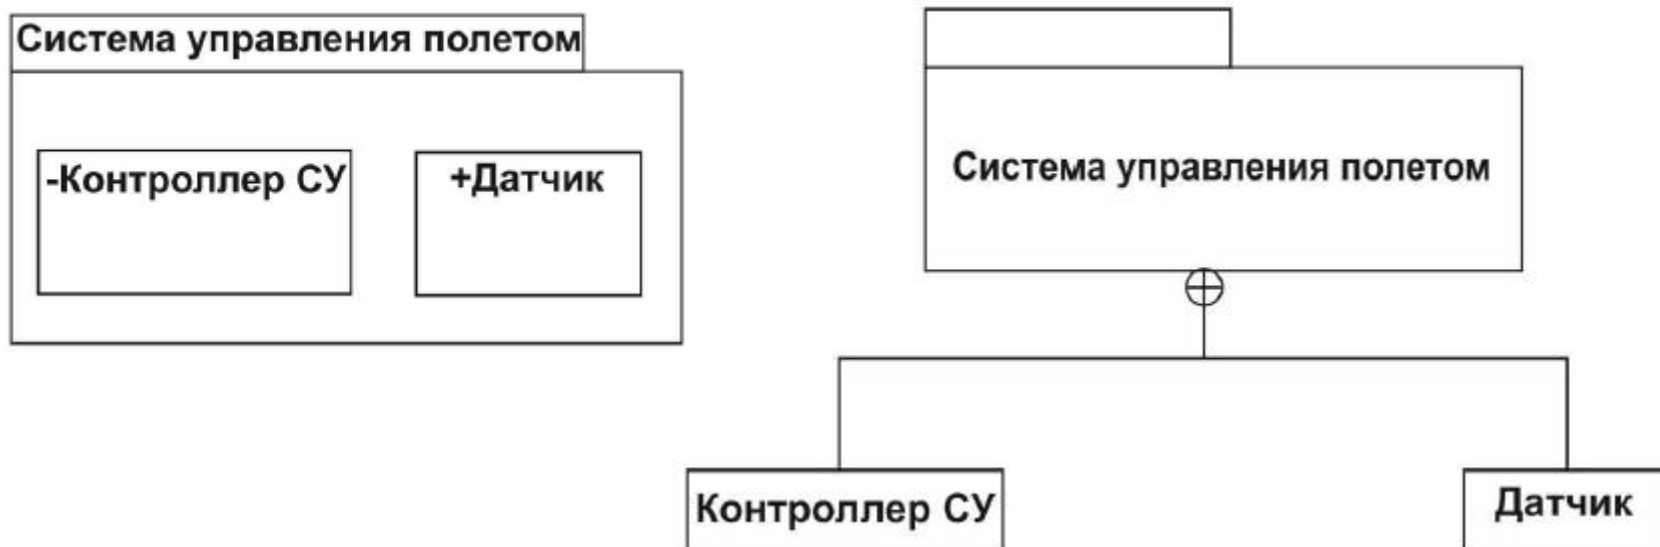 Система управления полетом
-Контроллер СУ
+Датчик
Система управления полетом
Контроллер СУ
Датчик